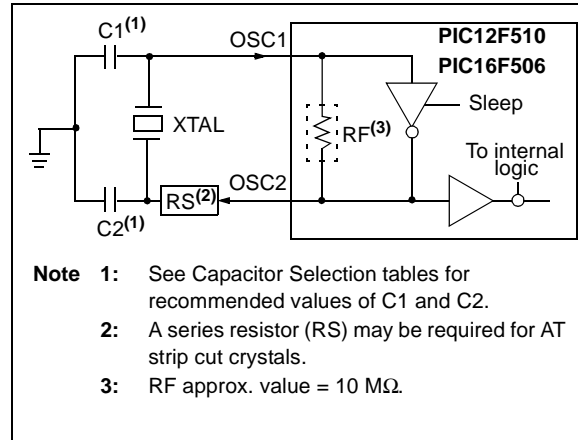 C1(1)
OSC1
PIC12F510
PIC16F506
Sleep
XTAL
RF(3)
To internal
logic
OSC2
RS(2)
C2(1)
Note 1: See Capacitor Selection tables for
recommended values of C1 and C2.
2: A series resistor (RS) may be required for AT
strip cut crystals.
3: RF approx. value = 10 MΩ.